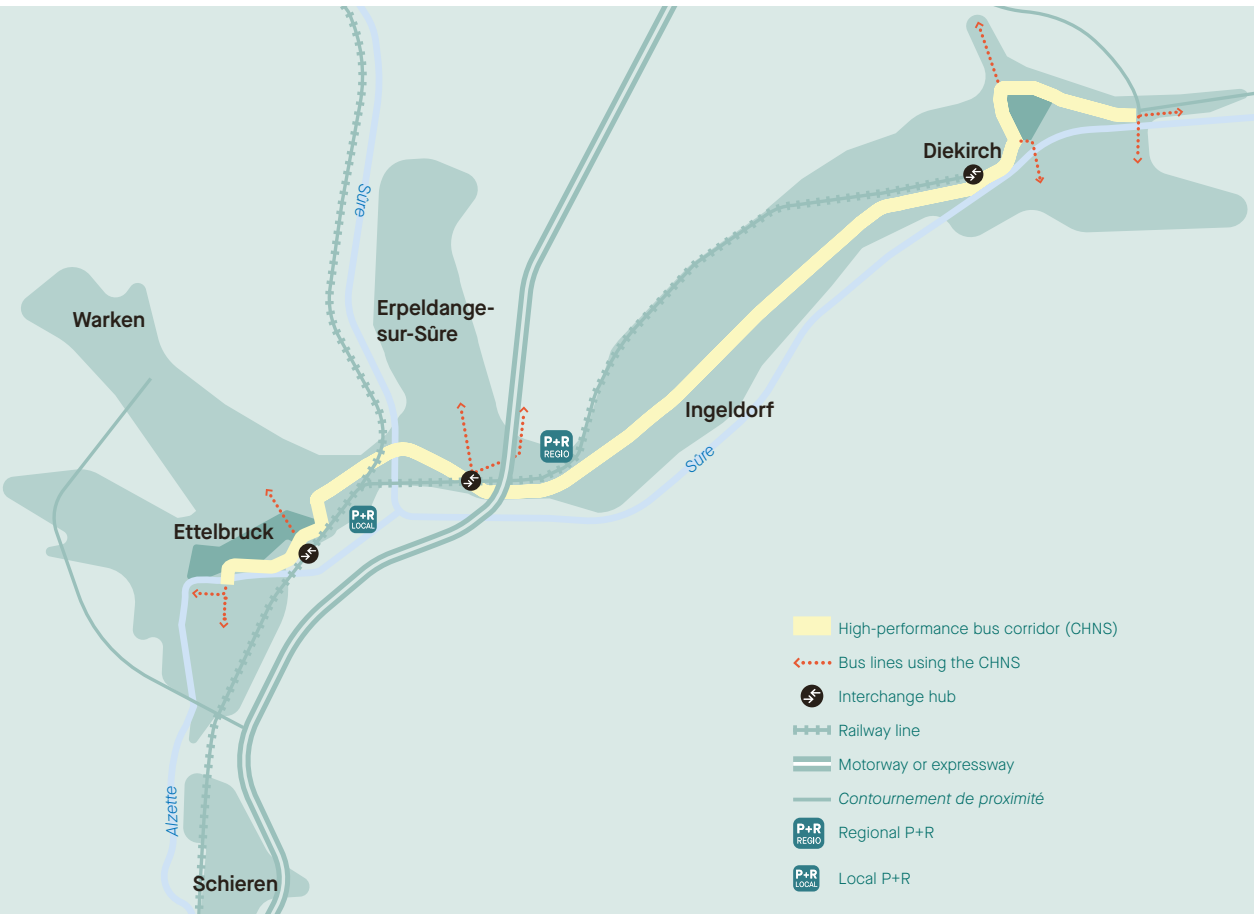 Diekirch
Sûre
Warken
Erpeldange-
sur-Sûre
Ingeldorf
P+R
REGIO
Sûre
P+R
LOCAL
Ettelbruck
Alzette
Schieren
High-performance bus corridor (CHNS)
Bus lines using the CHNS
Interchange hub
Railway line
Motorway or expressway
Contournement de proximité
P+R
REGIO
Regional P+R
P+R
LOCAL
Local P+R